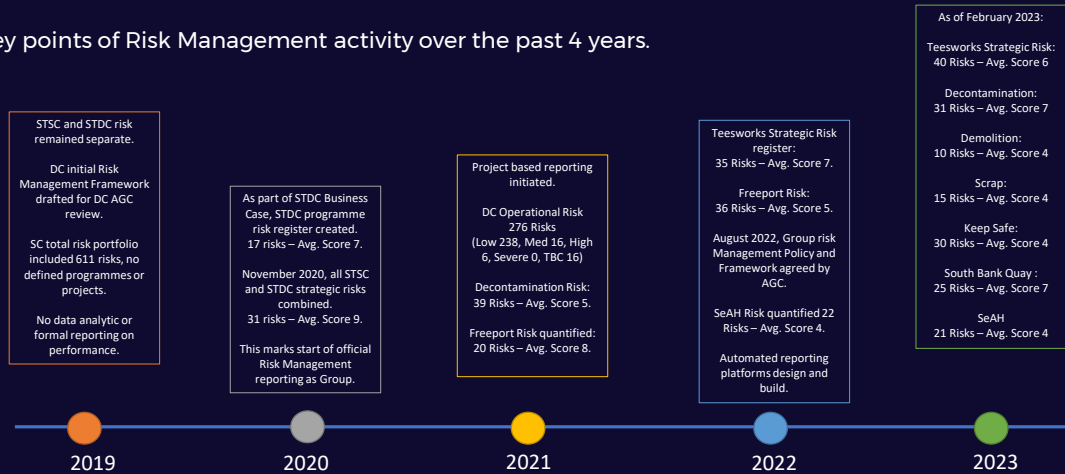 ey points of Risk Management activity over the past 4 years.
STSC and STDC risk
remained separate.
DC initial Risk
Management Framework
drafted for DC AGC
review.
SC total risk portfolio
included 611 risks, no
defined programmes or
projects.
No data analytic or
formal reporting on
performance.
As part of STDC Business
Case, STDC programme
risk register created.
17 risks – Avg. Score 7.
November 2020, all STSC
and STDC strategic risks
combined.
31 risks – Avg. Score 9.
This marks start of official
Risk Management
reporting as Group.
Project based reporting
initiated.
DC Operational Risk
276 Risks
(Low 238, Med 16, High
6, Severe 0, TBC 16)
Decontamination Risk:
39 Risks – Avg. Score 5.
Freeport Risk quantified:
20 Risks – Avg. Score 8.
Teesworks Strategic Risk
register:
35 Risks – Avg. Score 7.
Freeport Risk:
36 Risks – Avg. Score 5.
August 2022, Group risk
Management Policy and
Framework agreed by
AGC.
SeAH Risk quantified 22
Risks – Avg. Score 4.
Automated reporting
platforms design and
build.
As of February 2023:
Teesworks Strategic Risk:
40 Risks – Avg. Score 6
Decontamination:
31 Risks – Avg. Score 7
Demolition:
10 Risks – Avg. Score 4
Scrap:
15 Risks – Avg. Score 4
Keep Safe:
30 Risks – Avg. Score 4
South Bank Quay :
25 Risks – Avg. Score 7
SeAH
21 Risks – Avg. Score 4
2019
2020
2021
2022
2023